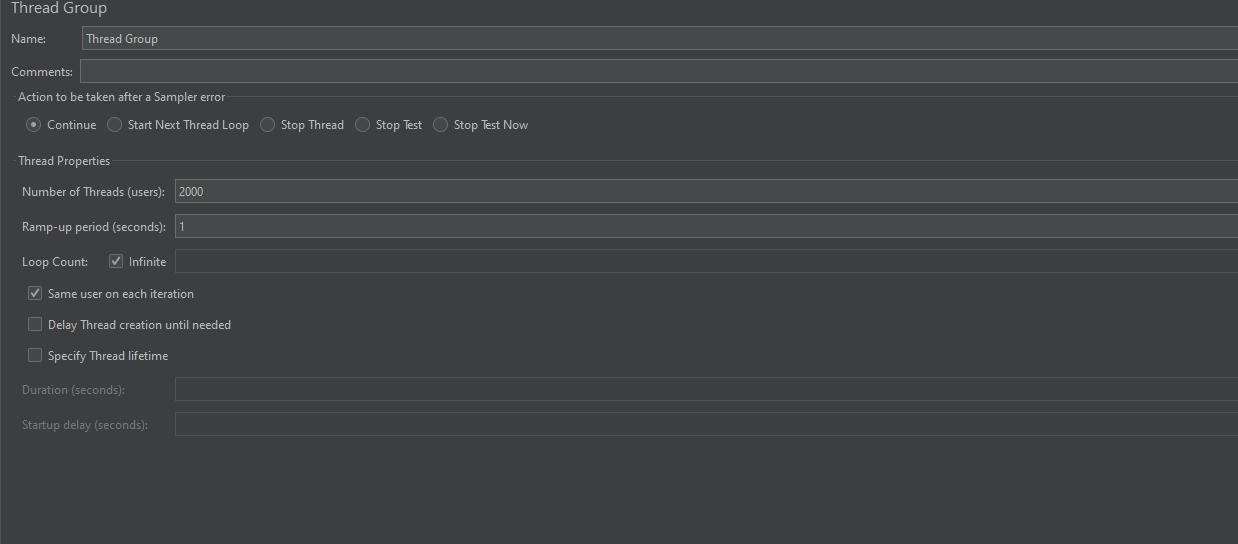 Thread Group
Name: Thread Group
Comments:
Action to be taken after a Sampler error
Continue Start Next Thread Loop Stop Thread Stop Test Stop Test Now
Thread Properties
Number of Threads (users): 2000
Ramp-up period (seconds): 1
Loop Count: Infinite
Same user on each iteration
Delay Thread creation until needed
Specify Thread lifetime
Duration (seconds):
Startup delay (seconds):